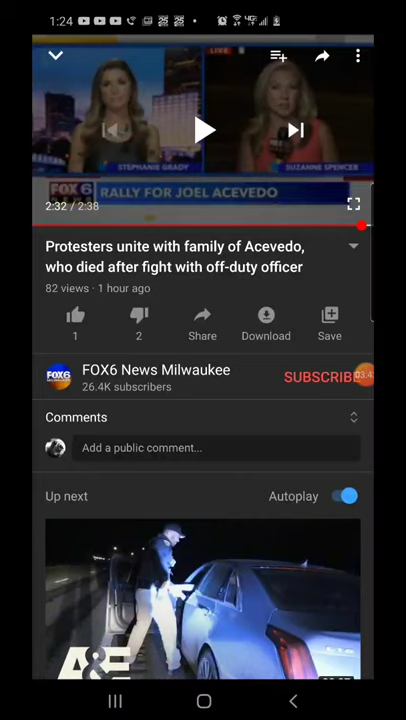 1:24
LIVE
STEPHANIE GRADY
SUZANNE SPENCER
FOX 6
RALLY FOR JOEL ACEVEDO
2:32 / 2:38
Protesters unite with family of Acevedo,
who died after fight with off-duty officer
82 views · 1 hour ago
1
2
Share
Download
Save
FOX6
FOX6 News Milwaukee
26.4K subscribers
SUBSCRIBE
Comments
Add a public comment...
Up next
Autoplay
A&E